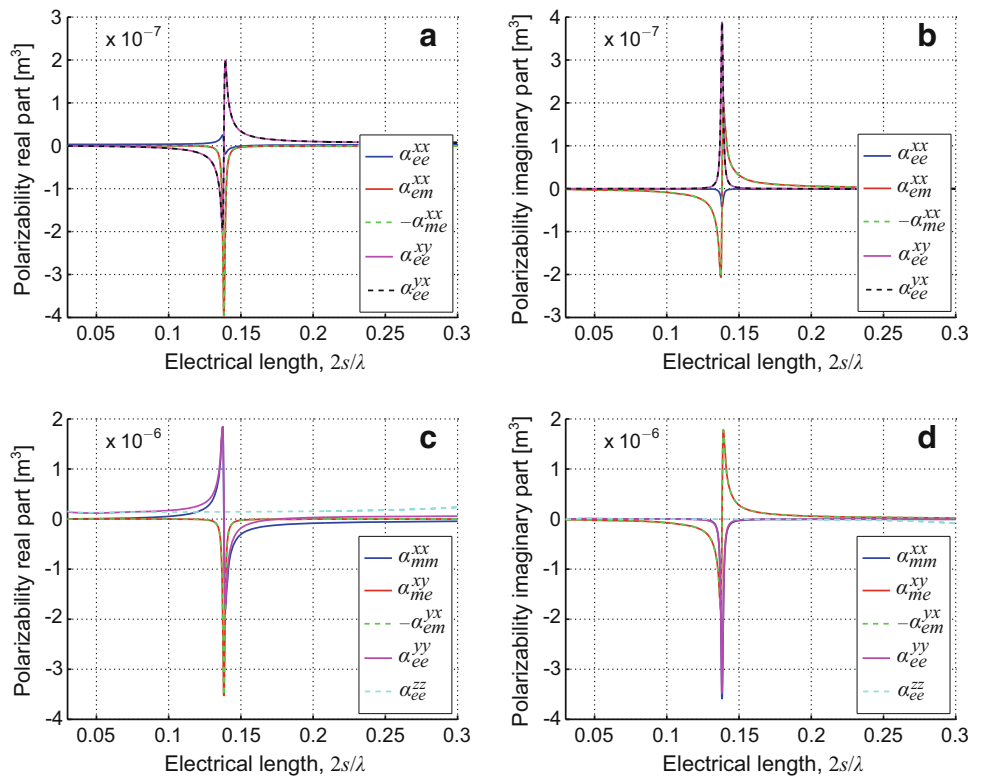 a
x 10⁻⁷
Polarizability real part [m³]
3
2
1
0
-1
-2
-3
-4
0.05 0.1 0.15 0.2 0.25 0.3
Electrical length, 2s/λ
α_ee^xx
α_em^xx
−α_me^xx
α_ee^xy
α_ee^yx
b
x 10⁻⁷
Polarizability imaginary part [m³]
4
3
2
1
0
-1
-2
-3
0.05 0.1 0.15 0.2 0.25 0.3
Electrical length, 2s/λ
α_ee^xx
α_em^xx
−α_me^xx
α_ee^xy
α_ee^yx
c
x 10⁻⁶
Polarizability real part [m³]
2
1
0
-1
-2
-3
-4
0.05 0.1 0.15 0.2 0.25 0.3
Electrical length, 2s/λ
α_mm^xx
α_me^xy
−α_em^yx
α_ee^yy
α_ee^zz
d
x 10⁻⁶
Polarizability imaginary part [m³]
2
1
0
-1
-2
-3
-4
0.05 0.1 0.15 0.2 0.25 0.3
Electrical length, 2s/λ
α_mm^xx
α_me^xy
−α_em^yx
α_ee^yy
α_ee^zz